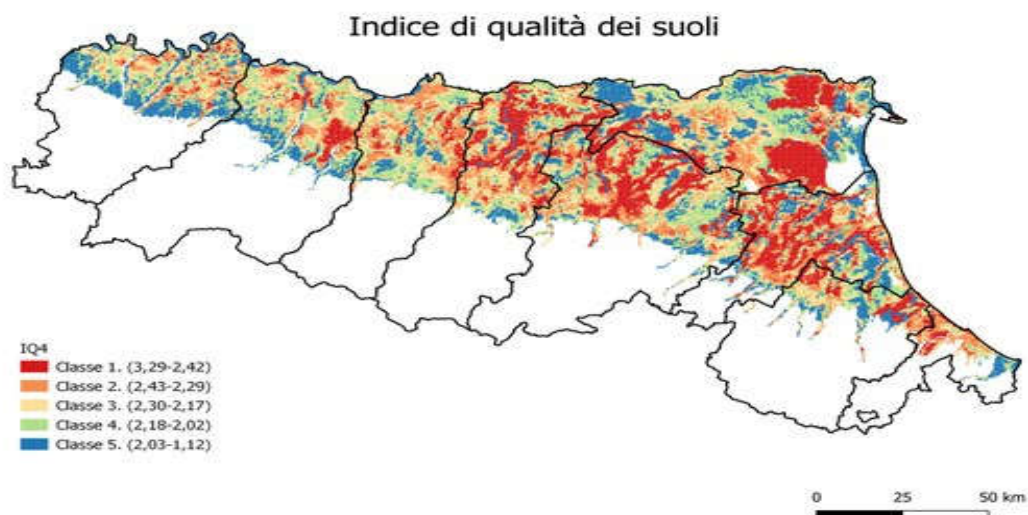 Indice di qualità dei suoli
IQ4
Classe 1. (3,29-2,42)
Classe 2. (2,43-2,29)
Classe 3. (2,30-2,17)
Classe 4. (2,18-2,02)
Classe 5. (2,03-1,12)
0 25 50 km